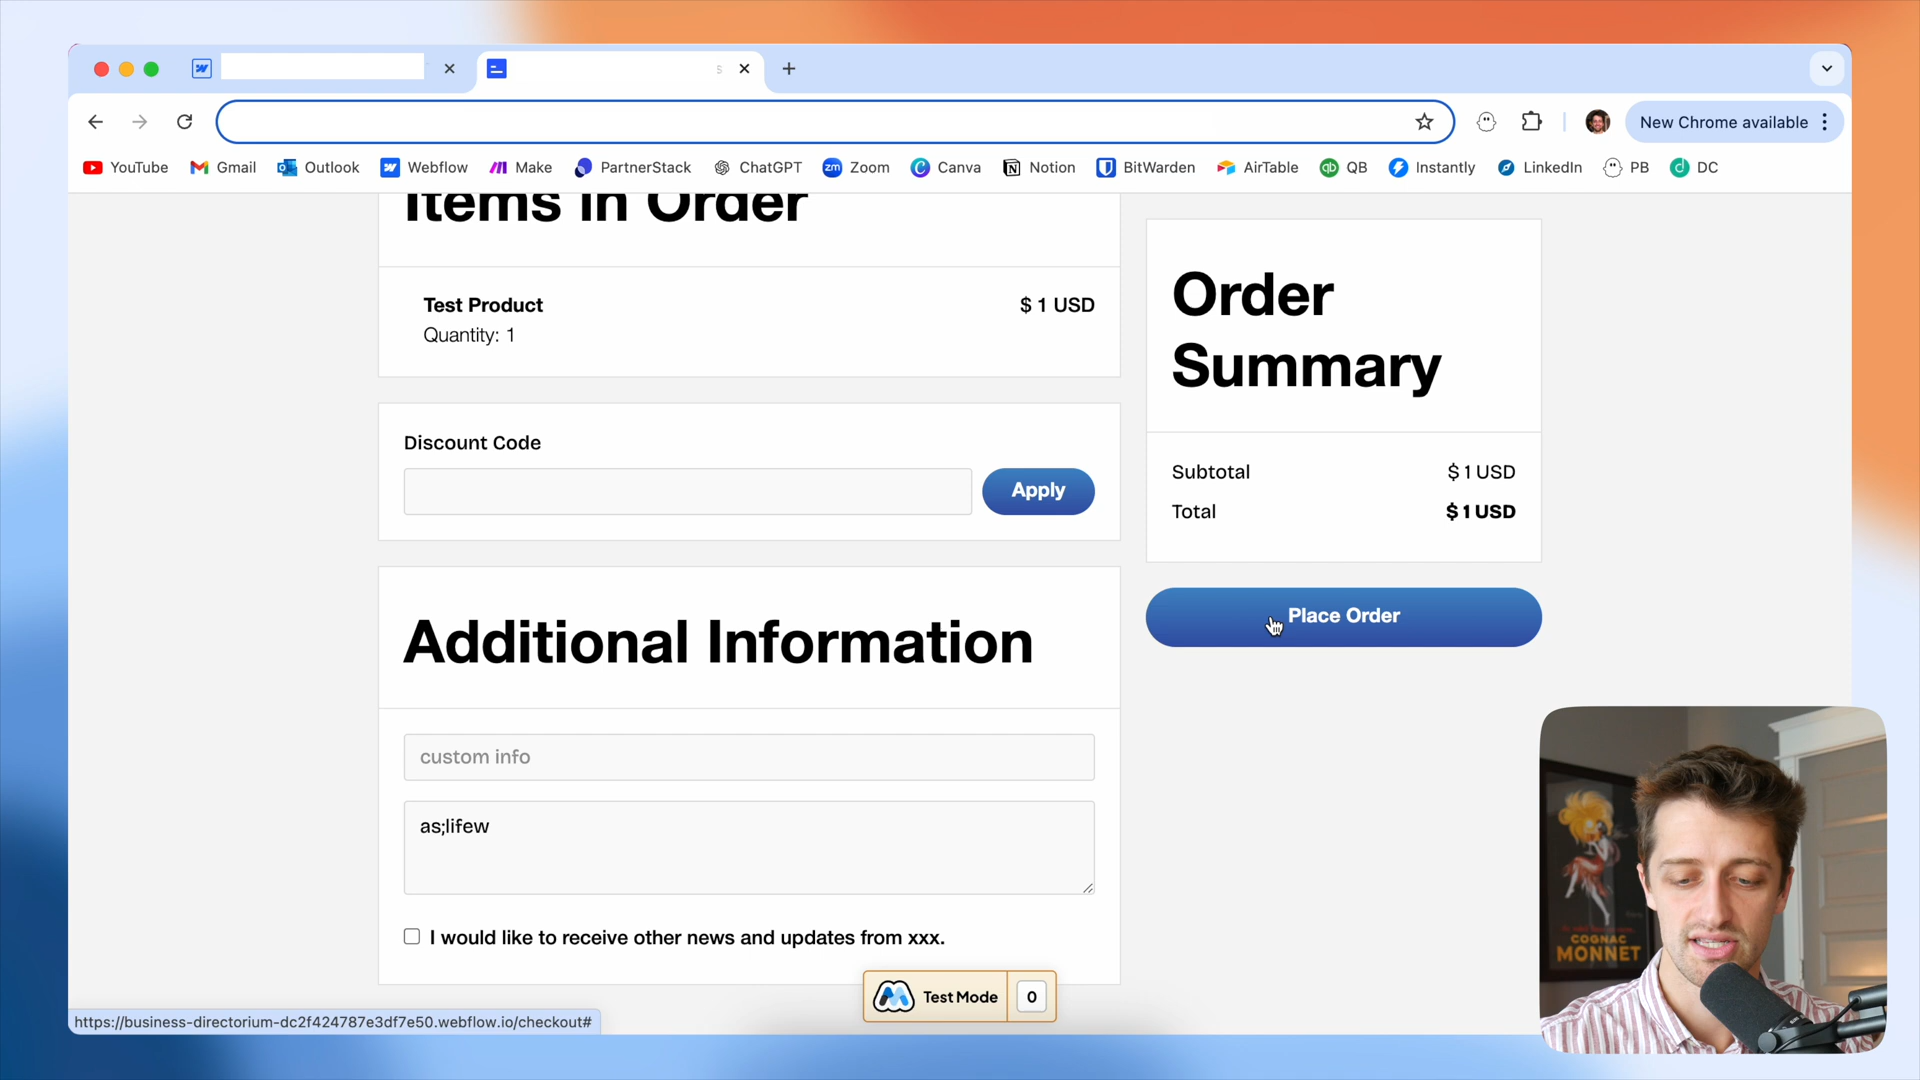 New Chrome available
YouTube Gmail Outlook Webflow Make PartnerStack ChatGPT Zoom Canva Notion BitWarden AirTable QB Instantly LinkedIn PB DC
Items in Order
Test Product $ 1 USD
Quantity: 1
Discount Code
Apply
Additional Information
custom info
as;lifew
I would like to receive other news and updates from xxx.
Order
Summary
Subtotal $ 1 USD
Total $ 1 USD
Place Order
Test Mode 0
https://business-directorium-dc2f424787e3df7e50.webflow.io/checkout#
COGNAC
MONNET